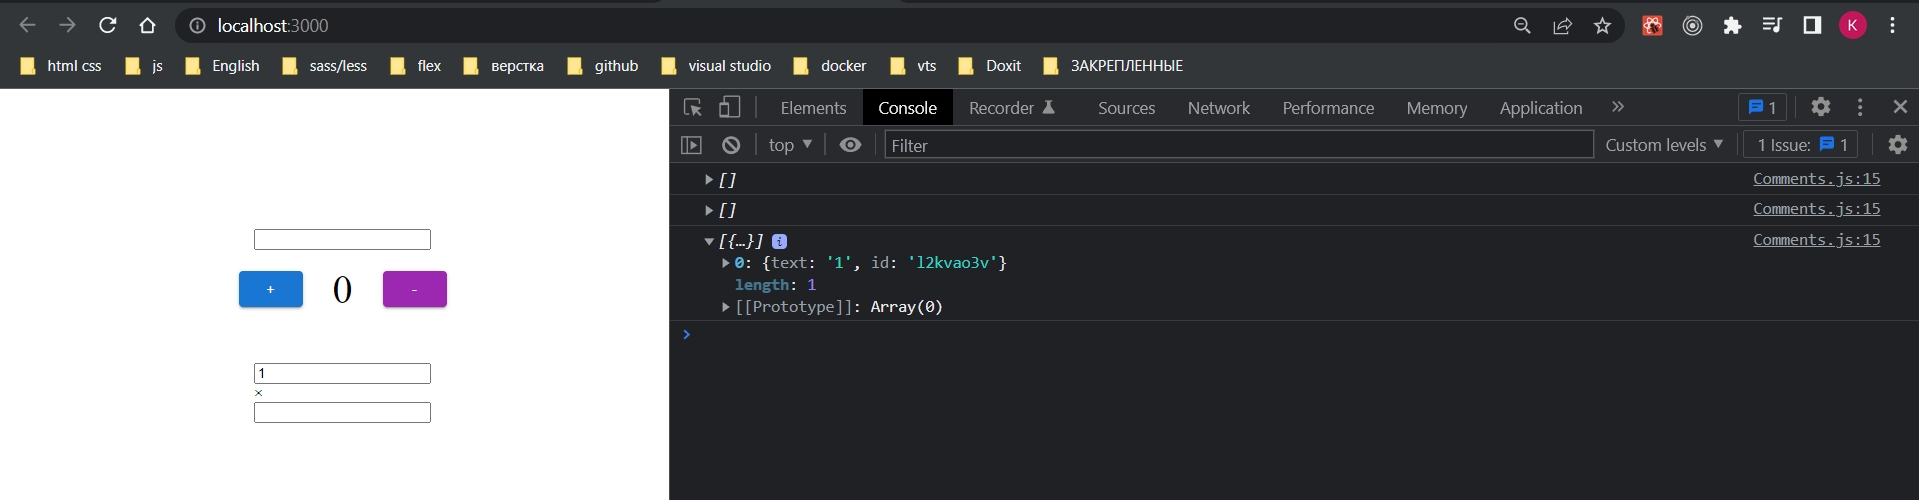 localhost:3000
K
html css js English sass/less flex верстка github visual studio docker vts Doxit ЗАКРЕПЛЕННЫЕ
Elements Console Recorder Sources Network Performance Memory Application » 1
top Filter Custom levels 1 Issue: 1
[] Comments.js:15
[] Comments.js:15
[{…}] i Comments.js:15
0: {text: '1', id: 'l2kvao3v'}
length: 1
[[Prototype]]: Array(0)
>
+ 0 -
1
×